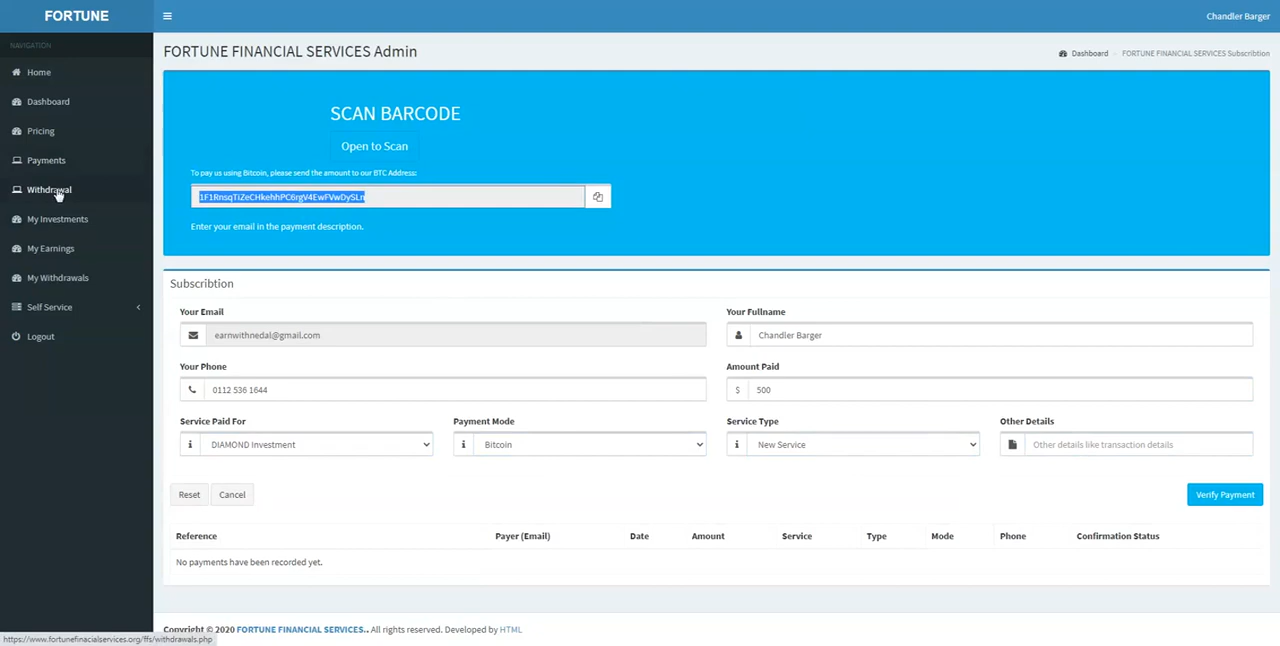 FORTUNE
Chandler Barger
NAVIGATION
Home
Dashboard
Pricing
Payments
Withdrawal
My Investments
My Earnings
My Withdrawals
Self Service
Logout
FORTUNE FINANCIAL SERVICES Admin
Dashboard
FORTUNE FINANCIAL SERVICES Subscribtion
SCAN BARCODE
Open to Scan
To pay us using Bitcoin, please send the amount to our BTC Address:
1F1RnsqTiZeCHkehhPC6rgV4EwFVwDySLn
Enter your email in the payment description.
Subscribtion
Your Email
Your Fullname
earnwithnedal@gmail.com
Chandler Barger
Your Phone
Amount Paid
0112 536 1644
$ 500
Service Paid For
Payment Mode
Service Type
Other Details
DIAMOND Investment
Bitcoin
New Service
Other details like transaction details
Reset
Cancel
Verify Payment
Reference Payer (Email) Date Amount Service Type Mode Phone Confirmation Status
No payments have been recorded yet.
Copyright © 2020 FORTUNE FINANCIAL SERVICES.. All rights reserved. Developed by HTML
https://www.fortunefinacialservices.org/ffs/withdrawals.php